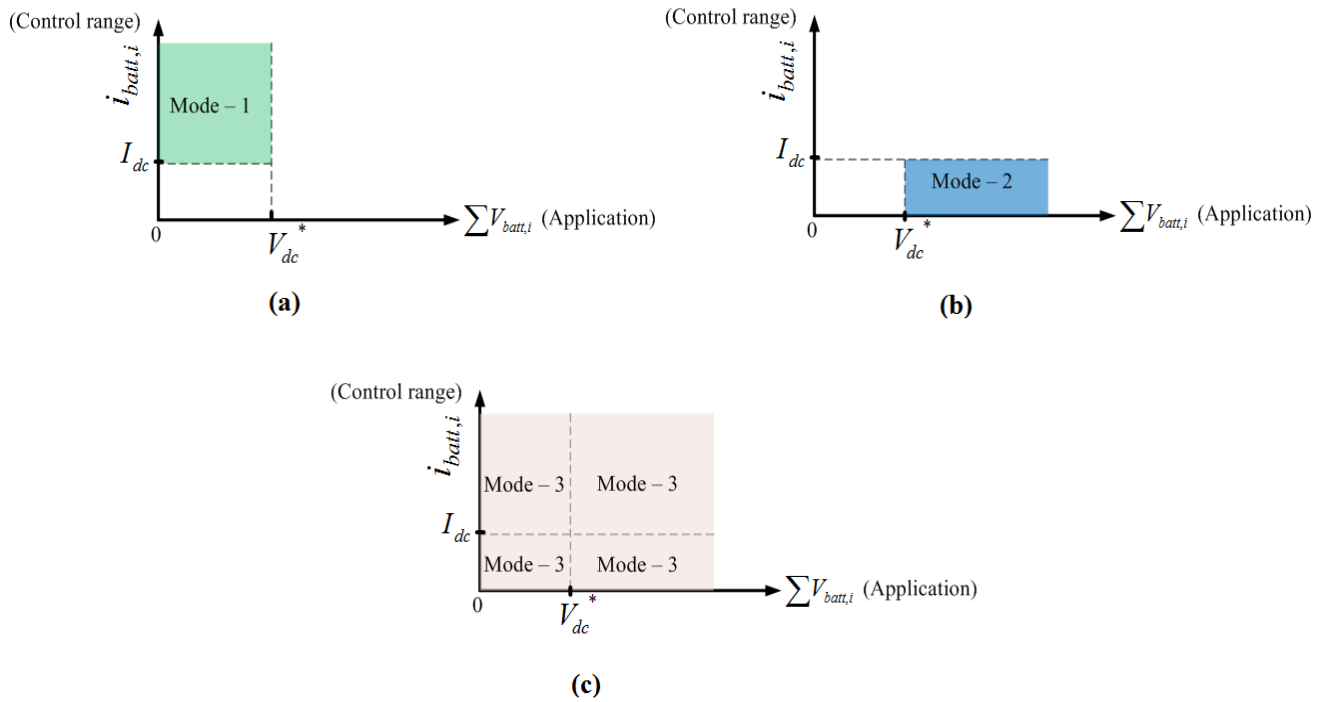 (Control range)
i_batt,i
Mode – 1
I_dc
0
V_dc*
∑V_batt,i (Application)
(a)
(Control range)
i_batt,i
I_dc
Mode – 2
0
V_dc*
∑V_batt,i (Application)
(b)
(Control range)
i_batt,i
Mode – 3 Mode – 3
I_dc
Mode – 3 Mode – 3
0
V_dc*
∑V_batt,i (Application)
(c)